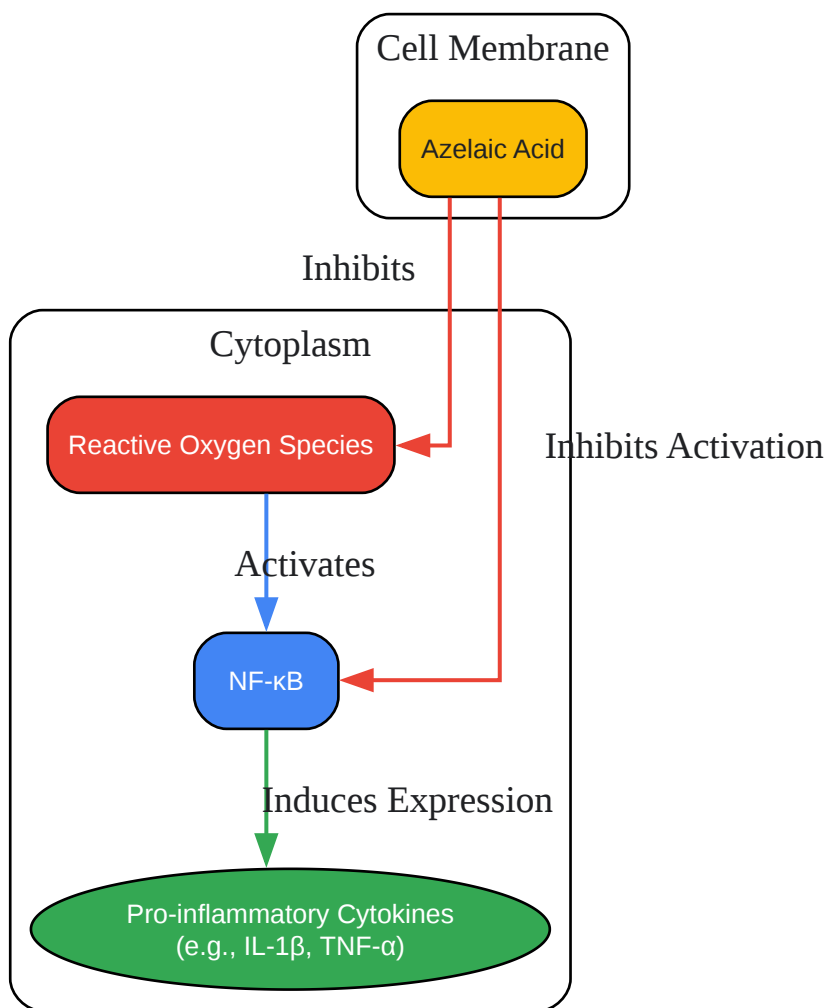 Cell Membrane
Azelaic Acid
Inhibits
Cytoplasm
Reactive Oxygen Species
Inhibits Activation
Activates
NF-κB
Induces Expression
Pro-inflammatory Cytokines
(e.g., IL-1β, TNF-α)